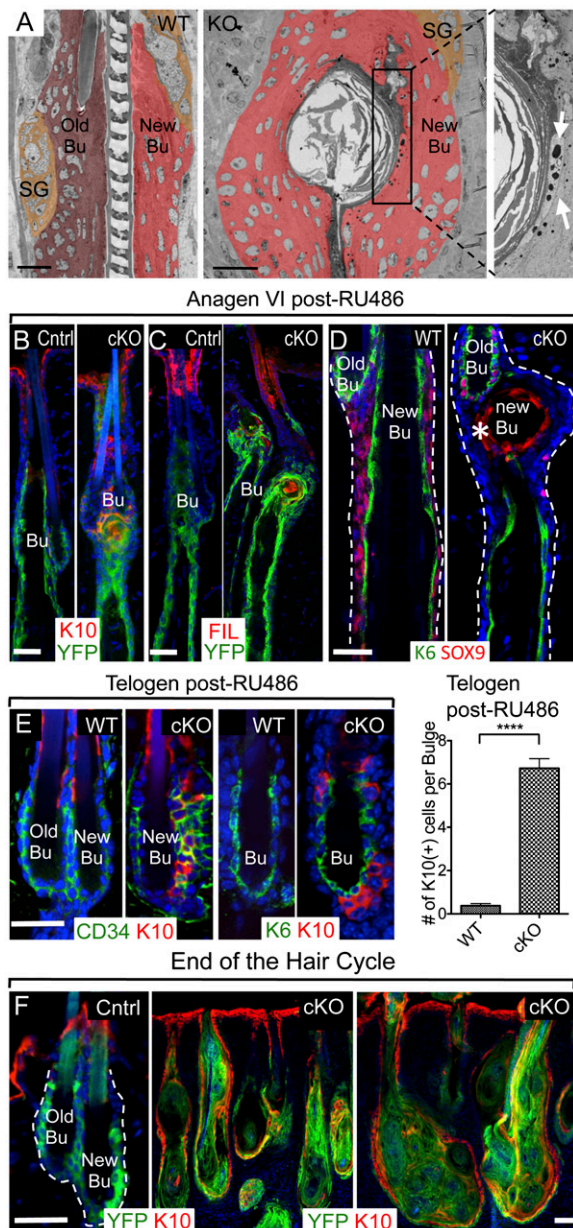 A WT KO SG
Old Bu New Bu SG New Bu
Anagen VI post-RU486
B Cntrl cKO C Cntrl cKO D WT cKO
Old Bu New Bu Old Bu new Bu *
Bu Bu Bu Bu
K10 YFP FIL YFP K6 SOX9
Telogen post-RU486
E WT cKO WT cKO
Old Bu New Bu Bu Bu
CD34 K10 K6 K10
Telogen
post-RU486
****
# of K10(+) cells per Bulge
8
6
4
2
0
WT cKO
End of the Hair Cycle
F Cntrl cKO cKO
Old Bu
New Bu
YFP K10 YFP K10